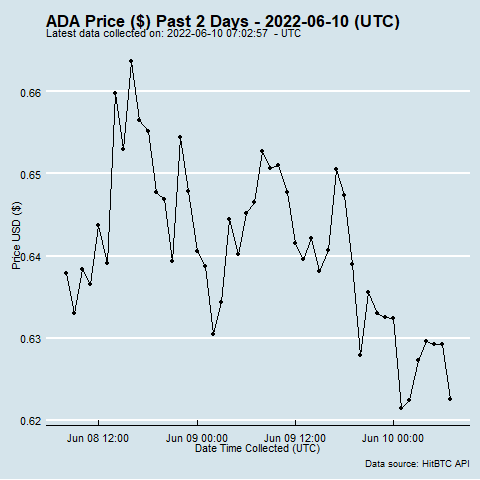 ADA Price ($) Past 2 Days - 2022-06-10 (UTC)
Latest data collected on: 2022-06-10 07:02:57 - UTC
Price USD ($)
0.66
0.65
0.64
0.63
0.62
Jun 08 12:00
Jun 09 00:00
Jun 09 12:00
Jun 10 00:00
Date Time Collected (UTC)
Data source: HitBTC API